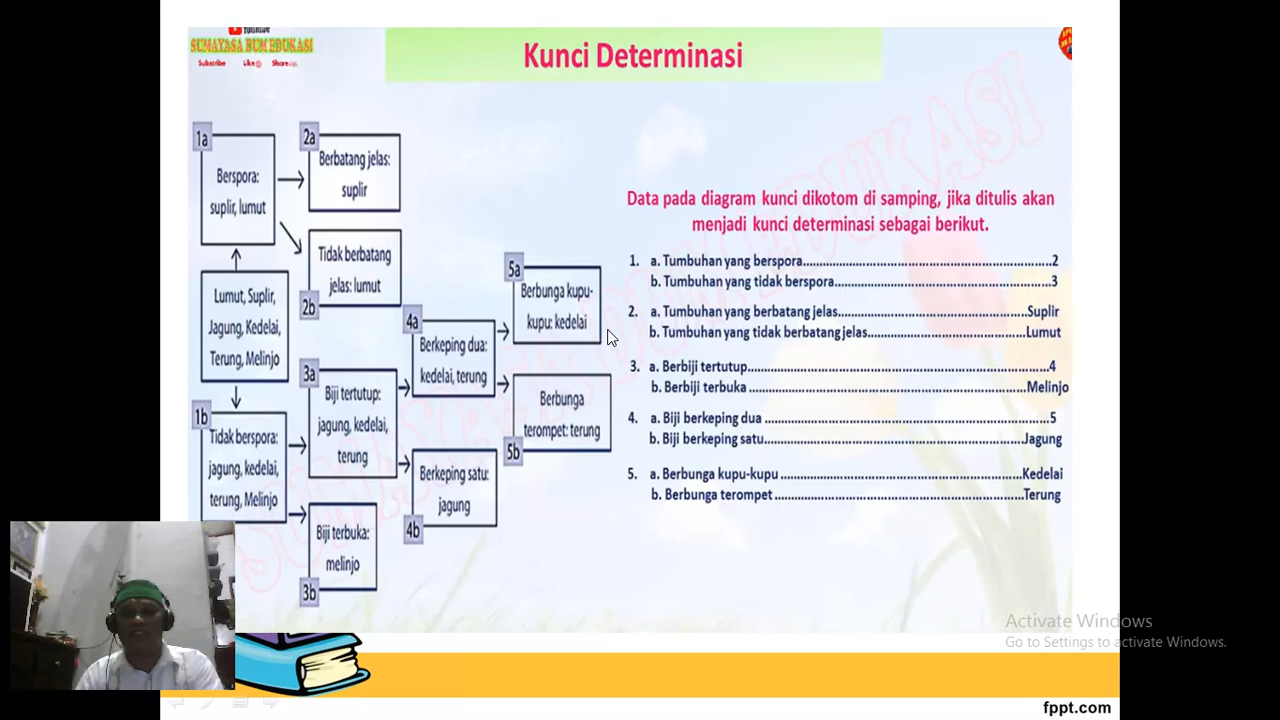 YouTube
SUMAYASA BUM EDUKASI
Subscribe Like Share
Kunci Determinasi
1a
Berspora:
suplir, lumut
2a
Berbatang jelas:
suplir
Tidak berbatang
jelas: lumut
2b
Lumut, Suplir,
Jagung, Kedelai,
Terung, Melinjo
1b
Tidak berspora:
jagung, kedelai,
terung, Melinjo
3a
Biji tertutup:
jagung, kedelai,
terung
Biji terbuka:
melinjo
3b
4a
Berkeping dua:
kedelai, terung
Berkeping satu:
jagung
4b
5a
Berbunga kupu-
kupu: kedelai
Berbunga
terompet: terung
5b
Data pada diagram kunci dikotom di samping, jika ditulis akan
menjadi kunci determinasi sebagai berikut.
1. a. Tumbuhan yang berspora.....2
b. Tumbuhan yang tidak berspora.....3
2. a. Tumbuhan yang berbatang jelas.....Suplir
b. Tumbuhan yang tidak berbatang jelas.....Lumut
3. a. Berbiji tertutup.....4
b. Berbiji terbuka.....Melinjo
4. a. Biji berkeping dua.....5
b. Biji berkeping satu.....Jagung
5. a. Berbunga kupu-kupu.....Kedelai
b. Berbunga terompet.....Terung
Activate Windows
Go to Settings to activate Windows.
fppt.com